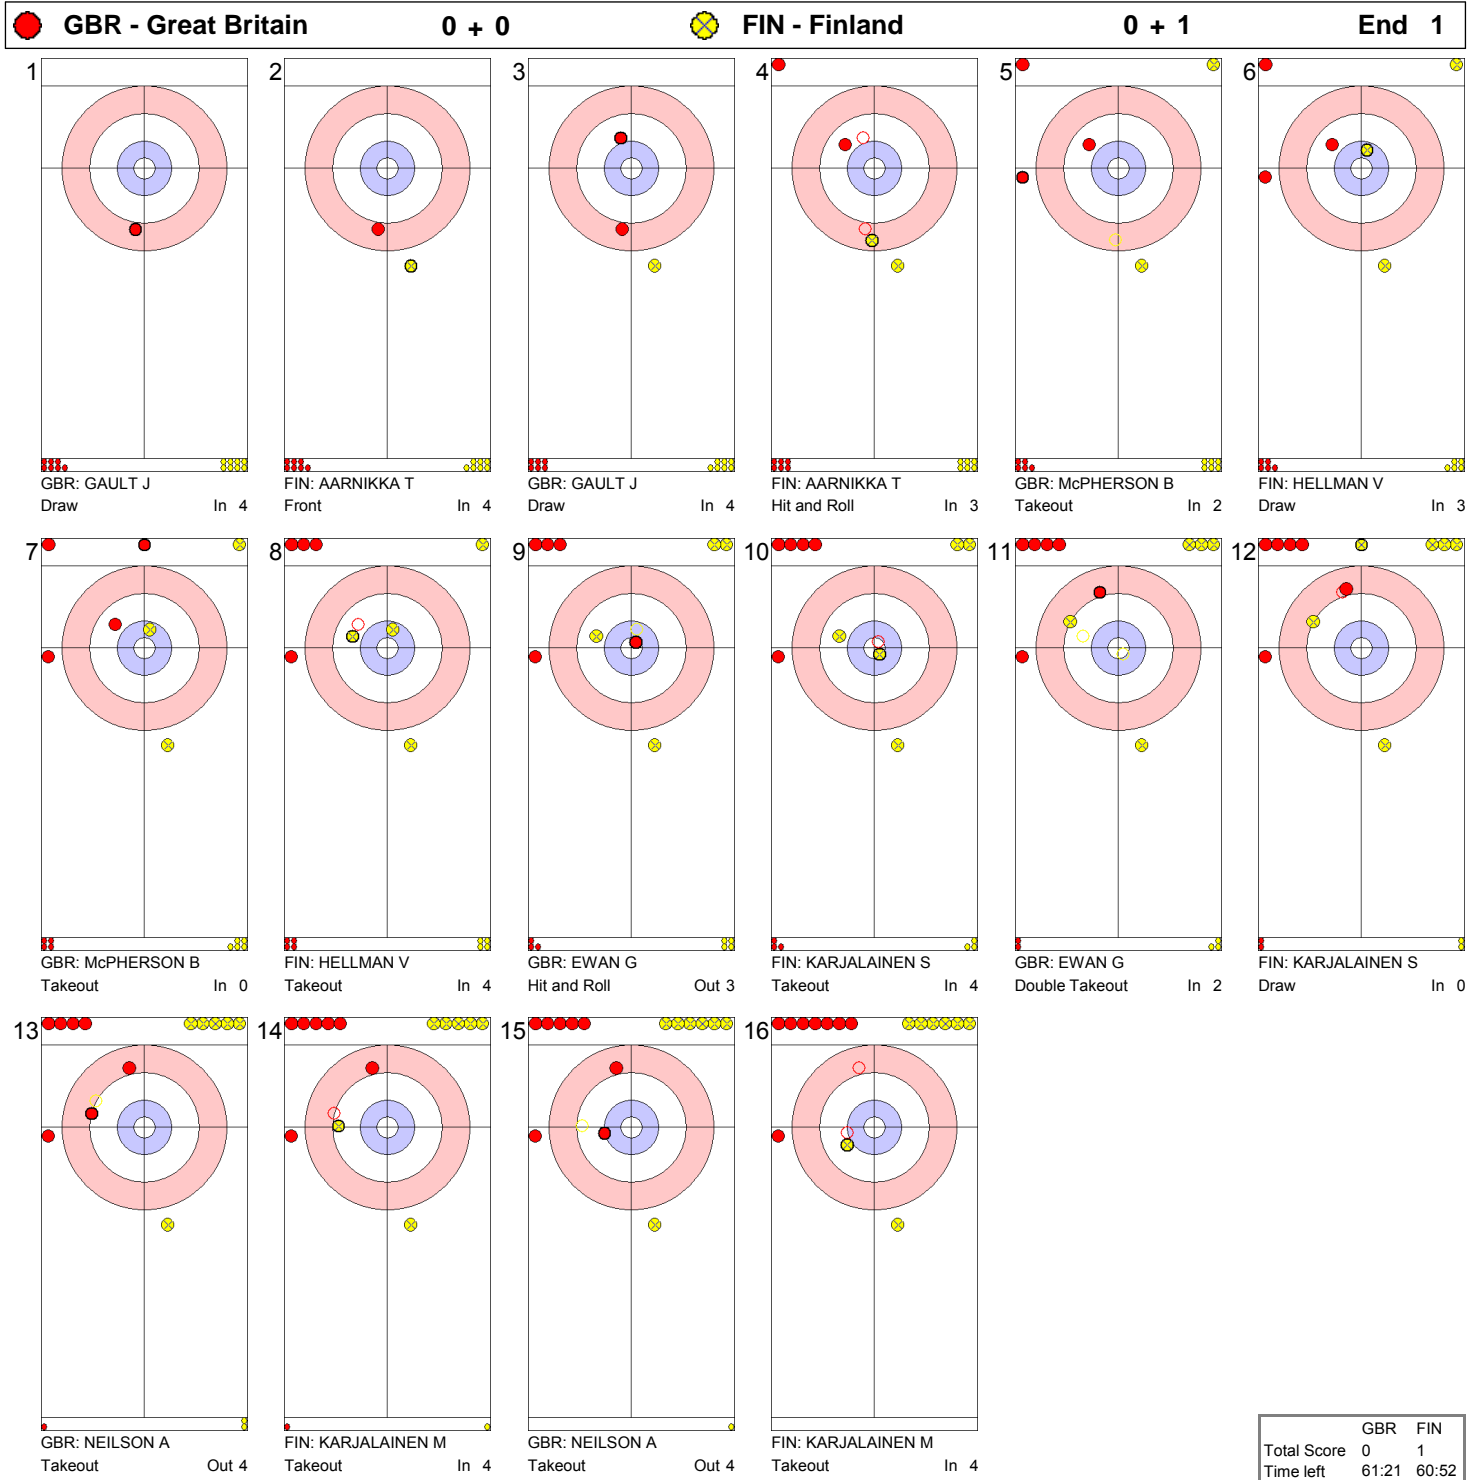 GBR - Great Britain 0 + 0 FIN - Finland 0 + 1 End 1
1 2 3 4 5 6
GBR: GAULT J FIN: AARNIKKA T GBR: GAULT J FIN: AARNIKKA T GBR: McPHERSON B FIN: HELLMAN V
Draw In 4 Front In 4 Draw In 4 Hit and Roll In 3 Takeout In 2 Draw In 3
7 8 9 10 11 12
GBR: McPHERSON B FIN: HELLMAN V GBR: EWAN G FIN: KARJALAINEN S GBR: EWAN G FIN: KARJALAINEN S
Takeout In 0 Takeout In 4 Hit and Roll Out 3 Takeout In 4 Double Takeout In 2 Draw In 0
13 14 15 16
GBR: NEILSON A FIN: KARJALAINEN M GBR: NEILSON A FIN: KARJALAINEN M
Takeout Out 4 Takeout In 4 Takeout Out 4 Takeout In 4
GBR FIN
Total Score 0 1
Time left 61:21 60:52